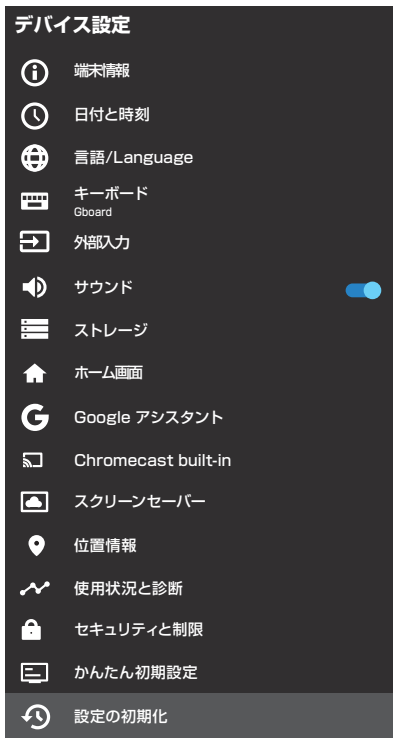 デバイス設定
端末情報
日付と時刻
言語/Language
キーボード
Gboard
外部入力
サウンド
ストレージ
ホーム画面
Google アシスタント
Chromecast built-in
スクリーンセーバー
位置情報
使用状況と診断
セキュリティと制限
かんたん初期設定
設定の初期化